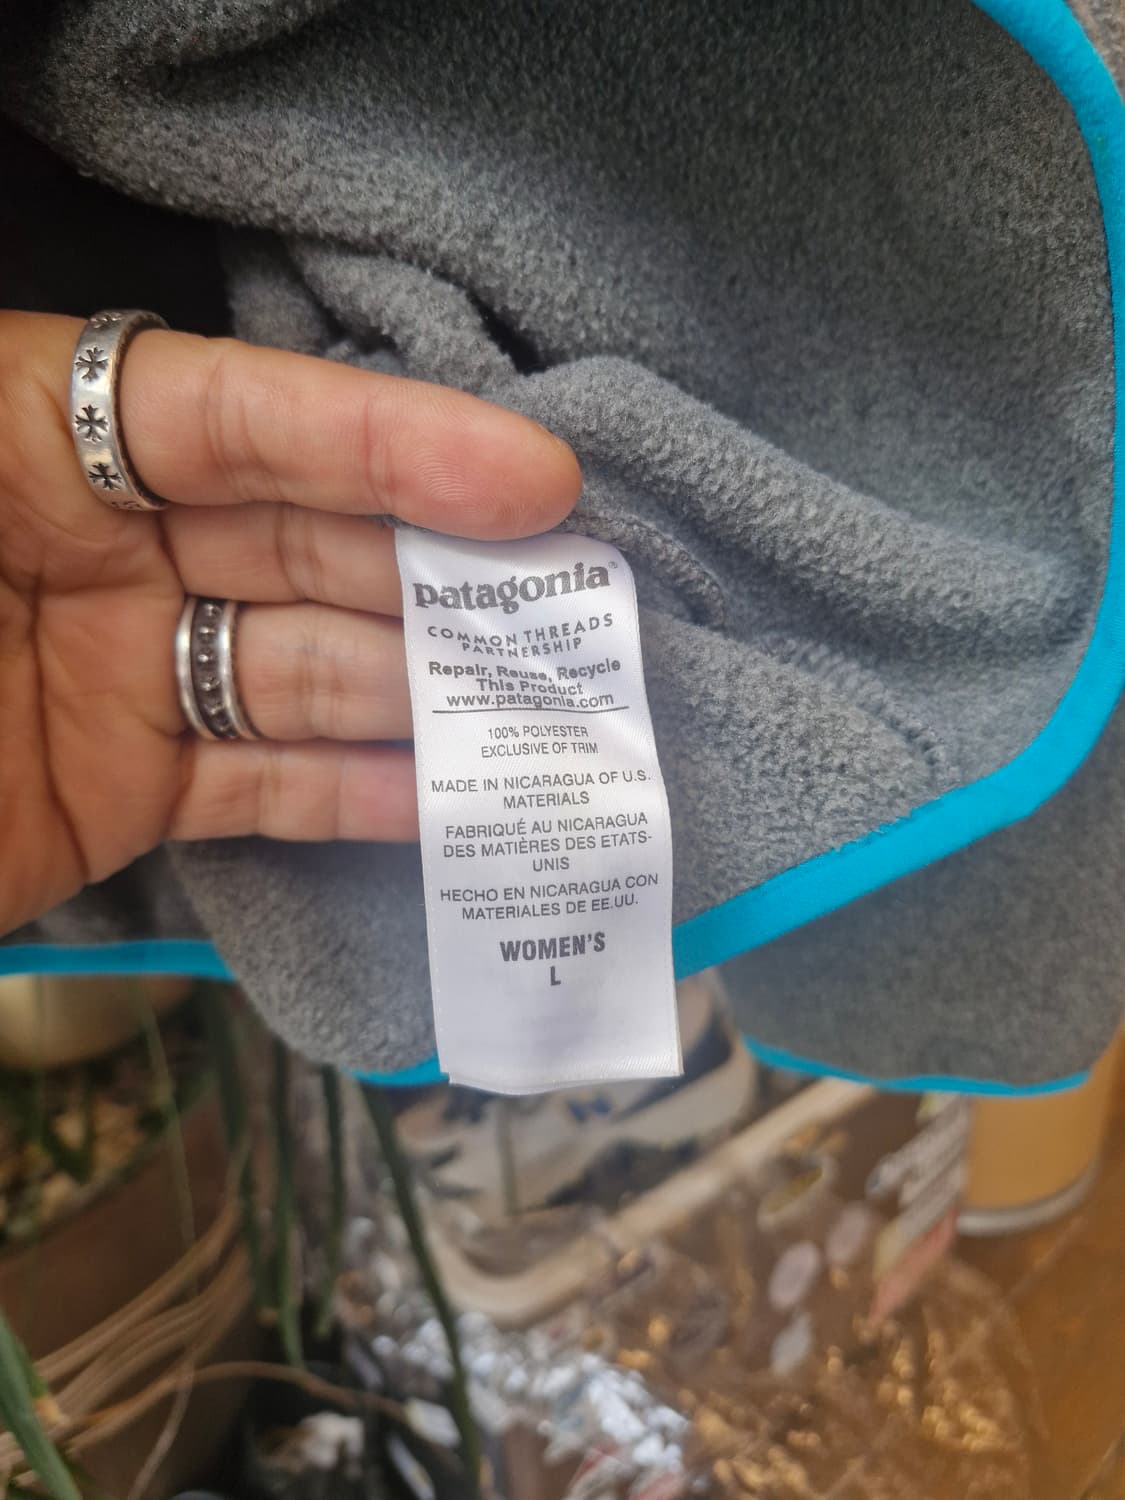 patagonia®
COMMON THREADS
PARTNERSHIP
Repair, Reuse, Recycle
This Product
www.patagonia.com
100% POLYESTER
EXCLUSIVE OF TRIM
MADE IN NICARAGUA OF U.S.
MATERIALS
FABRIQUÉ AU NICARAGUA
DES MATIÈRES DES ETATS-
UNIS
HECHO EN NICARAGUA CON
MATERIALES DE EE.UU.
WOMEN'S
L